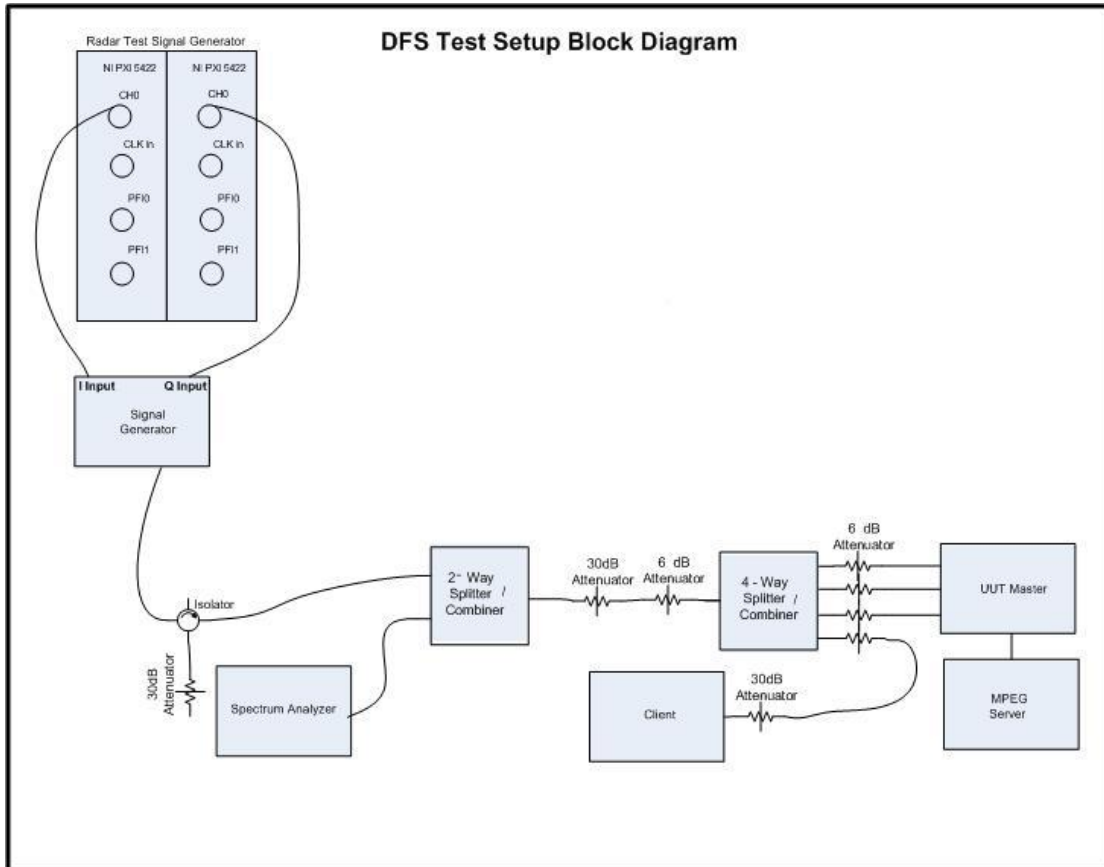 DFS Test Setup Block Diagram
Radar Test Signal Generator
NI PXI 5422
NI PXI 5422
CH0
CH0
CLK in
CLK in
PFI0
PFI0
PFI1
PFI1
I Input
Q Input
Signal
Generator
Isolator
30dB
Attenuator
Spectrum Analyzer
2- Way
Splitter /
Combiner
30dB
Attenuator
6 dB
Attenuator
4 - Way
Splitter /
Combiner
6 dB
Attenuator
UUT Master
MPEG
Server
30dB
Attenuator
Client